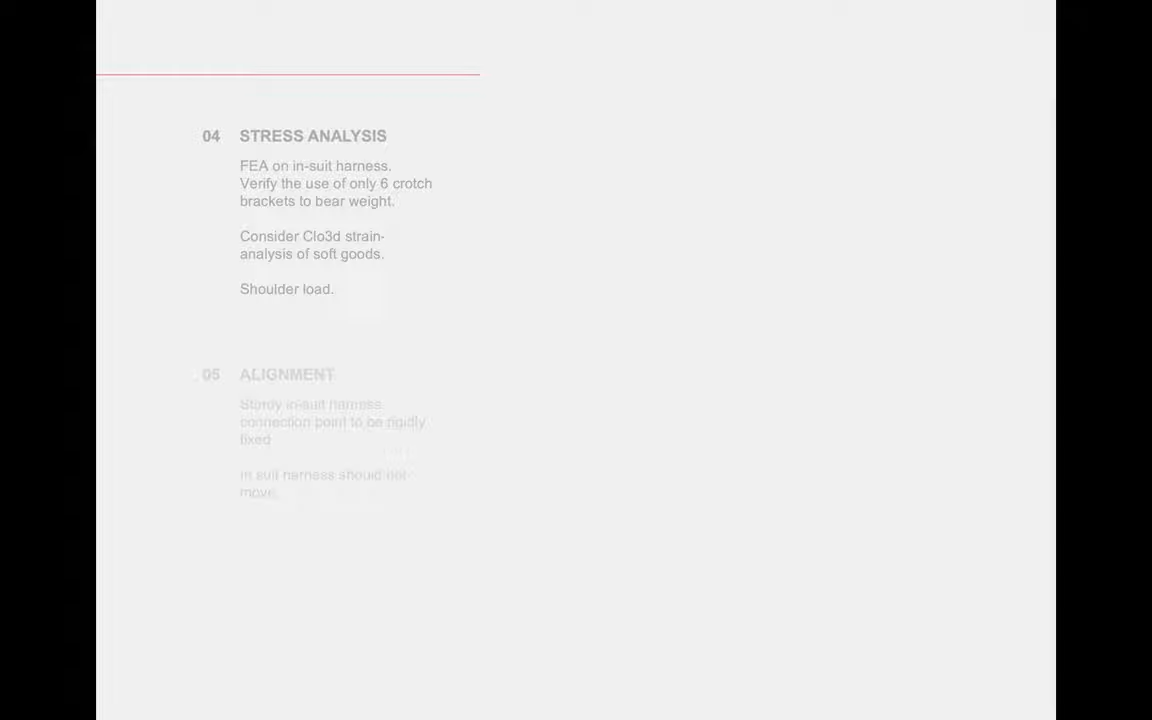 04 STRESS ANALYSIS
FEA on in-suit harness.
Verify the use of only 6 crotch
brackets to bear weight.
Consider Clo3d strain-
analysis of soft goods.
Shoulder load.
05 ALIGNMENT
Sturdy in-suit harness
connection point to be rigidly
fixed
In suit harness should not
move.